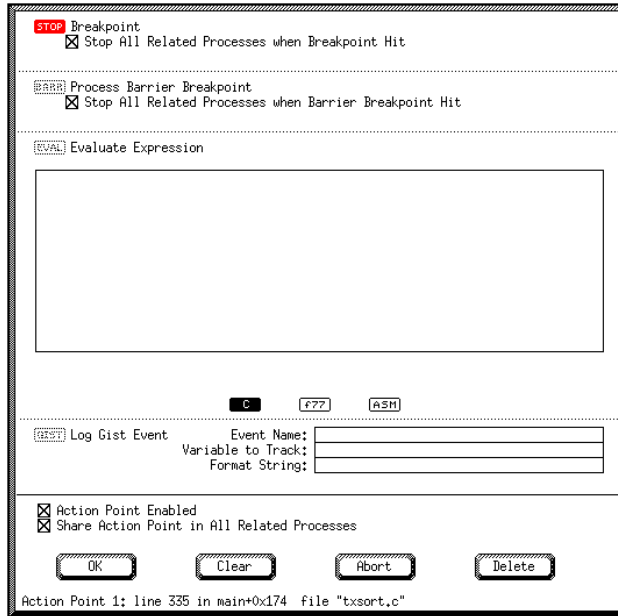 STOP Breakpoint
Stop All Related Processes when Breakpoint Hit
BARR Process Barrier Breakpoint
Stop All Related Processes when Barrier Breakpoint Hit
EVAL Evaluate Expression
C f77 ASM
GIST Log Gist Event Event Name:
Variable to Track:
Format String:
Action Point Enabled
Share Action Point in All Related Processes
OK Clear Abort Delete
Action Point 1: line 335 in main+0x174 file "txsort.c"